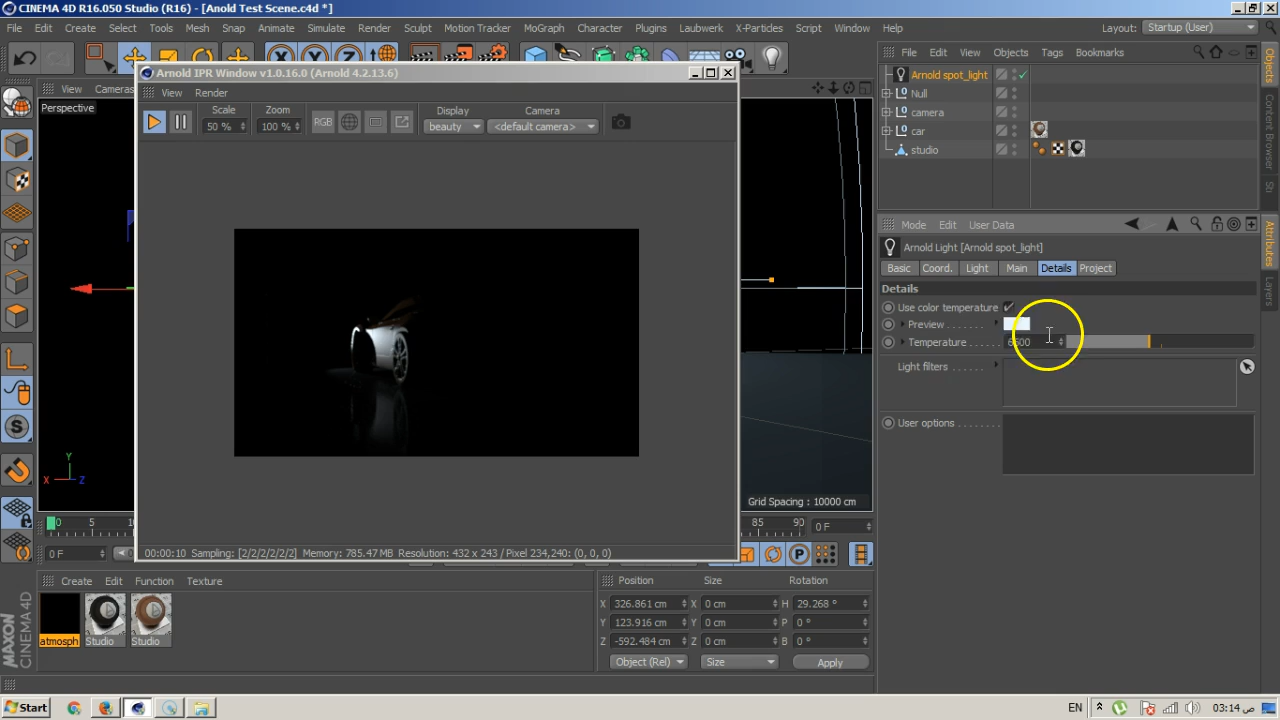 CINEMA 4D R16.050 Studio (R16) - [Anold Test Scene.c4d *]
File Edit Create Select Tools Mesh Snap Animate Simulate Render Sculpt Motion Tracker MoGraph Character Plugins Laubwerk X-Particles Script Window Help Layout: Startup (User)
File Edit View Objects Tags Bookmarks
Arnold IPR Window v1.0.16.0 (Arnold 4.2.13.6)
Arnold spot_light
View Cameras
View Render
Null
Perspective
Scale Zoom Display Camera
camera
50 % 100 % RGB beauty <default camera>
car
studio
Objects
Content Browser
Str
Mode Edit User Data
Arnold Light [Arnold spot_light]
Basic Coord. Light Main Details Project
Attributes
Layers
Details
Use color temperature
Preview
Temperature 6500
Light filters
User options
Y
X Z
Grid Spacing : 10000 cm
0 5 85 90 0 F
0 F
00:00:10 Sampling: [2/2/2/2/2/2] Memory: 785.47 MB Resolution: 432 x 243 / Pixel 234,240: (0, 0, 0)
Create Edit Function Texture
Position Size Rotation
X 326.861 cm X 0 cm H 29.268 °
Y 123.916 cm Y 0 cm P 0 °
Z -592.484 cm Z 0 cm B 0 °
atmosph Studio Studio
Object (Rel) Size Apply
MAXON CINEMA 4D
Start EN 03:14 ص